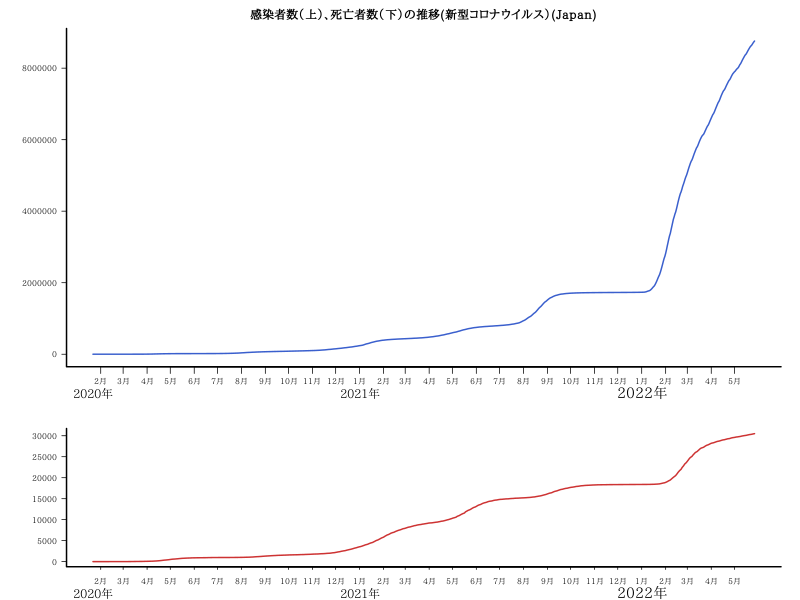 感染者数（上）、死亡者数（下）の推移(新型コロナウイルス）(Japan)
8000000
6000000
4000000
2000000
0
2月 3月 4月 5月 6月 7月 8月 9月 10月 11月 12月 1月 2月 3月 4月 5月 6月 7月 8月 9月 10月 11月 12月 1月 2月 3月 4月 5月
2020年 2021年 2022年
30000
25000
20000
15000
10000
5000
0
2月 3月 4月 5月 6月 7月 8月 9月 10月 11月 12月 1月 2月 3月 4月 5月 6月 7月 8月 9月 10月 11月 12月 1月 2月 3月 4月 5月
2020年 2021年 2022年